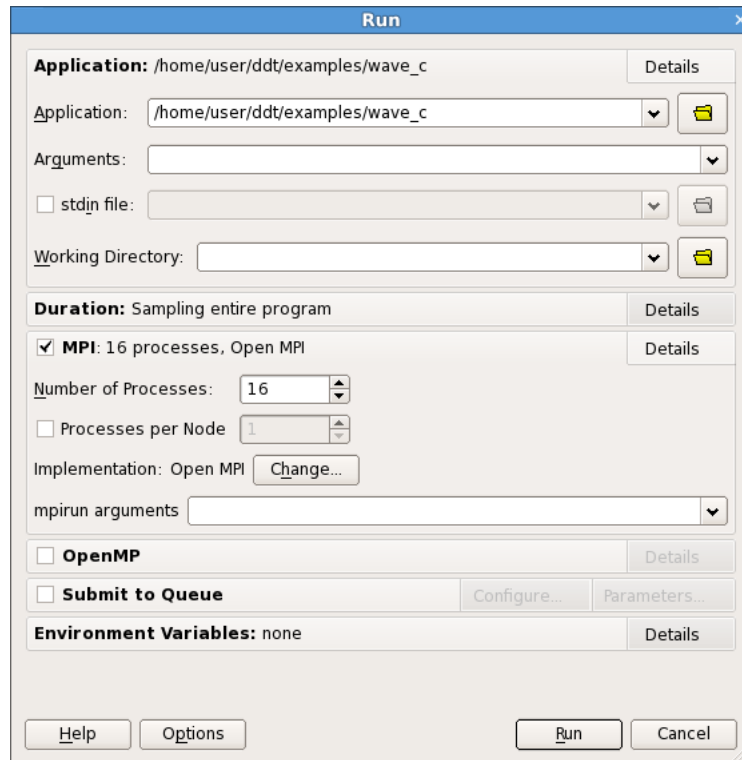 Run
Application: /home/user/ddt/examples/wave_c Details
Application: /home/user/ddt/examples/wave_c
Arguments:
stdin file:
Working Directory:
Duration: Sampling entire program Details
MPI: 16 processes, Open MPI Details
Number of Processes: 16
Processes per Node 1
Implementation: Open MPI Change...
mpirun arguments
OpenMP Details
Submit to Queue Configure... Parameters...
Environment Variables: none Details
Help Options Run Cancel